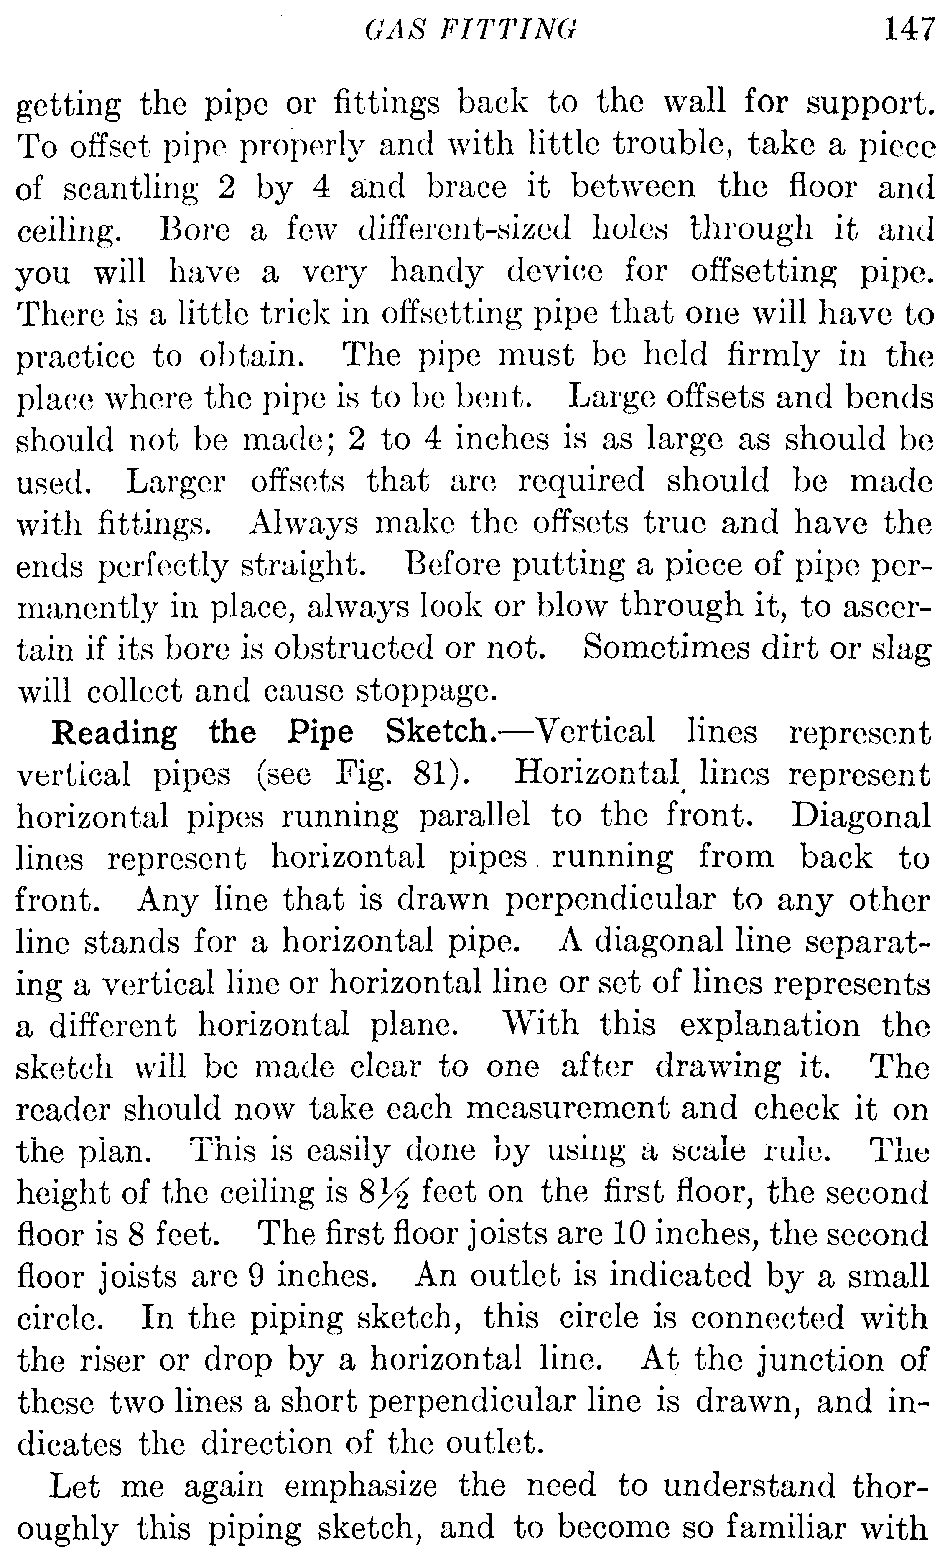 GAS FITTING 147
getting the pipe or fittings back to the wall for support.
To offset pipe properly and with little trouble, take a piece
of scantling 2 by 4 and brace it between the floor and
ceiling. Bore a few different-sized holes through it and
you will have a very handy device for offsetting pipe.
There is a little trick in offsetting pipe that one will have to
practice to obtain. The pipe must be held firmly in the
place where the pipe is to be bent. Large offsets and bends
should not be made; 2 to 4 inches is as large as should be
used. Larger offsets that are required should be made
with fittings. Always make the offsets true and have the
ends perfectly straight. Before putting a piece of pipe per-
manently in place, always look or blow through it, to ascer-
tain if its bore is obstructed or not. Sometimes dirt or slag
will collect and cause stoppage.
Reading the Pipe Sketch.—Vertical lines represent
vertical pipes (see Fig. 81). Horizontal lines represent
horizontal pipes running parallel to the front. Diagonal
lines represent horizontal pipes running from back to
front. Any line that is drawn perpendicular to any other
line stands for a horizontal pipe. A diagonal line separat-
ing a vertical line or horizontal line or set of lines represents
a different horizontal plane. With this explanation the
sketch will be made clear to one after drawing it. The
reader should now take each measurement and check it on
the plan. This is easily done by using a scale rule. The
height of the ceiling is 8½ feet on the first floor, the second
floor is 8 feet. The first floor joists are 10 inches, the second
floor joists are 9 inches. An outlet is indicated by a small
circle. In the piping sketch, this circle is connected with
the riser or drop by a horizontal line. At the junction of
these two lines a short perpendicular line is drawn, and in-
dicates the direction of the outlet.
Let me again emphasize the need to understand thor-
oughly this piping sketch, and to become so familiar with